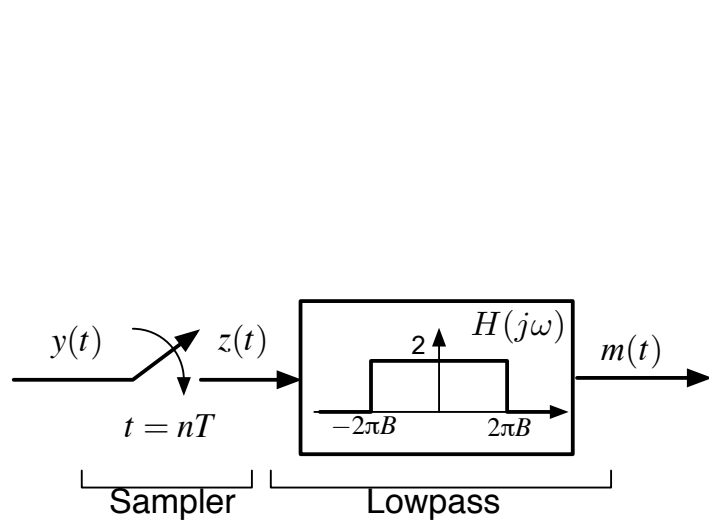 H(jω)
y(t) z(t) 2 m(t)
t = nT −2πB 2πB
Sampler Lowpass